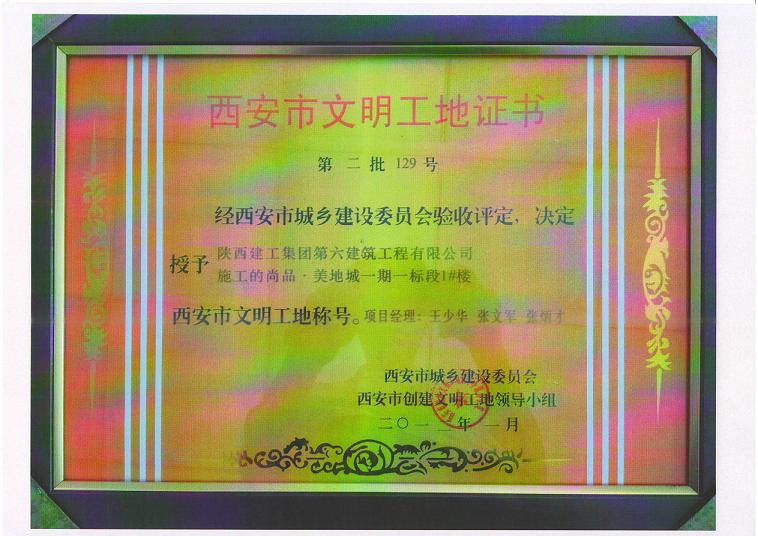 西安市文明工地证书
第二批129号
经西安市城乡建设委员会验收评定，决定
授予 陕西建工集团第六建筑工程有限公司
施工的尚品·美地城一期一标段1#楼
西安市文明工地称号。项目经理：王少华 张文军 张炳才
西安市城乡建设委员会
西安市创建文明工地领导小组
二〇一二年一月